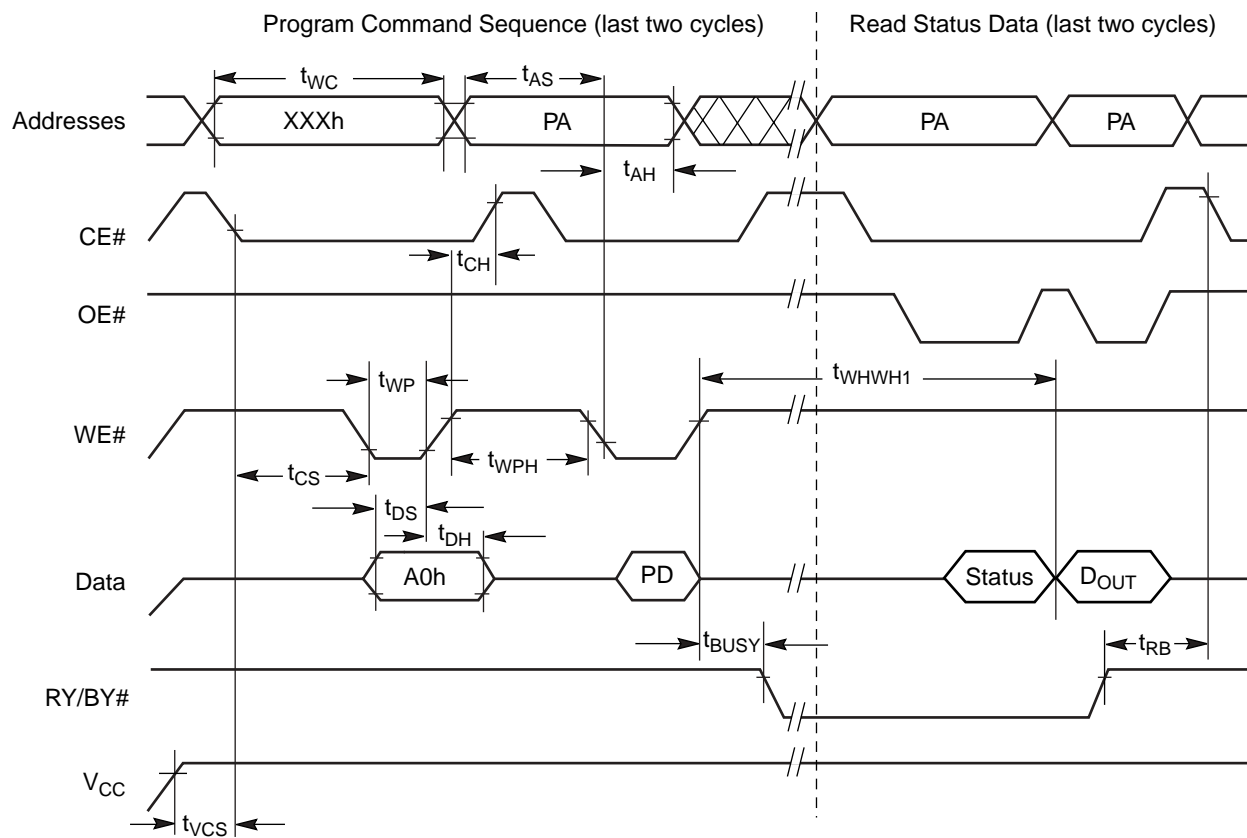 Program Command Sequence (last two cycles) Read Status Data (last two cycles)
tWC tAS
Addresses XXXh PA PA PA
tAH
CE#
tCH
OE#
tWP tWHWH1
WE#
tCS tWPH
tDS
tDH
Data A0h PD Status DOUT
tBUSY tRB
RY/BY#
VCC
tVCS